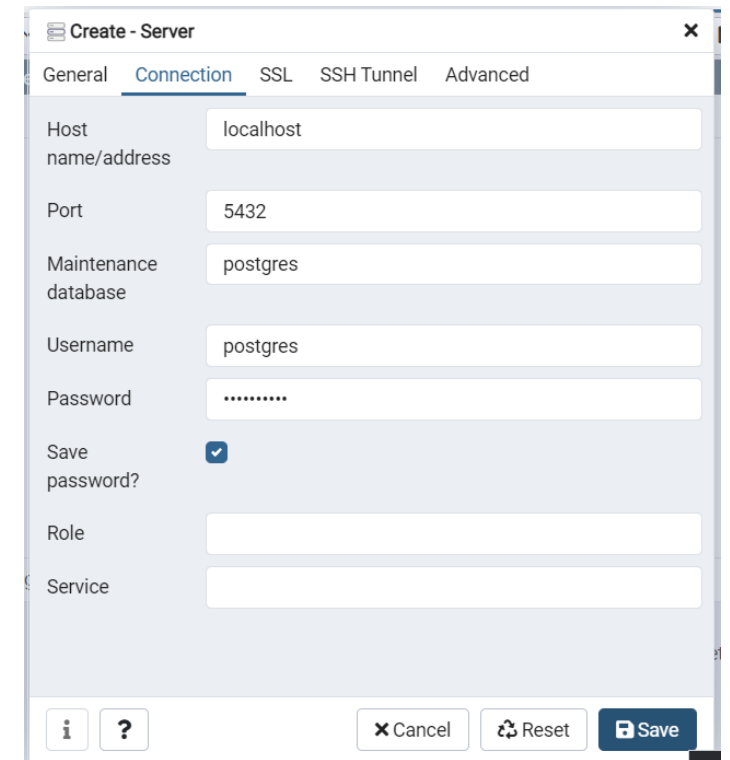 Create - Server
General Connection SSL SSH Tunnel Advanced
Host
name/address
localhost
Port
5432
Maintenance
database
postgres
Username
postgres
Password
••••••••••
Save
password?
Role
Service
i ? Cancel Reset Save